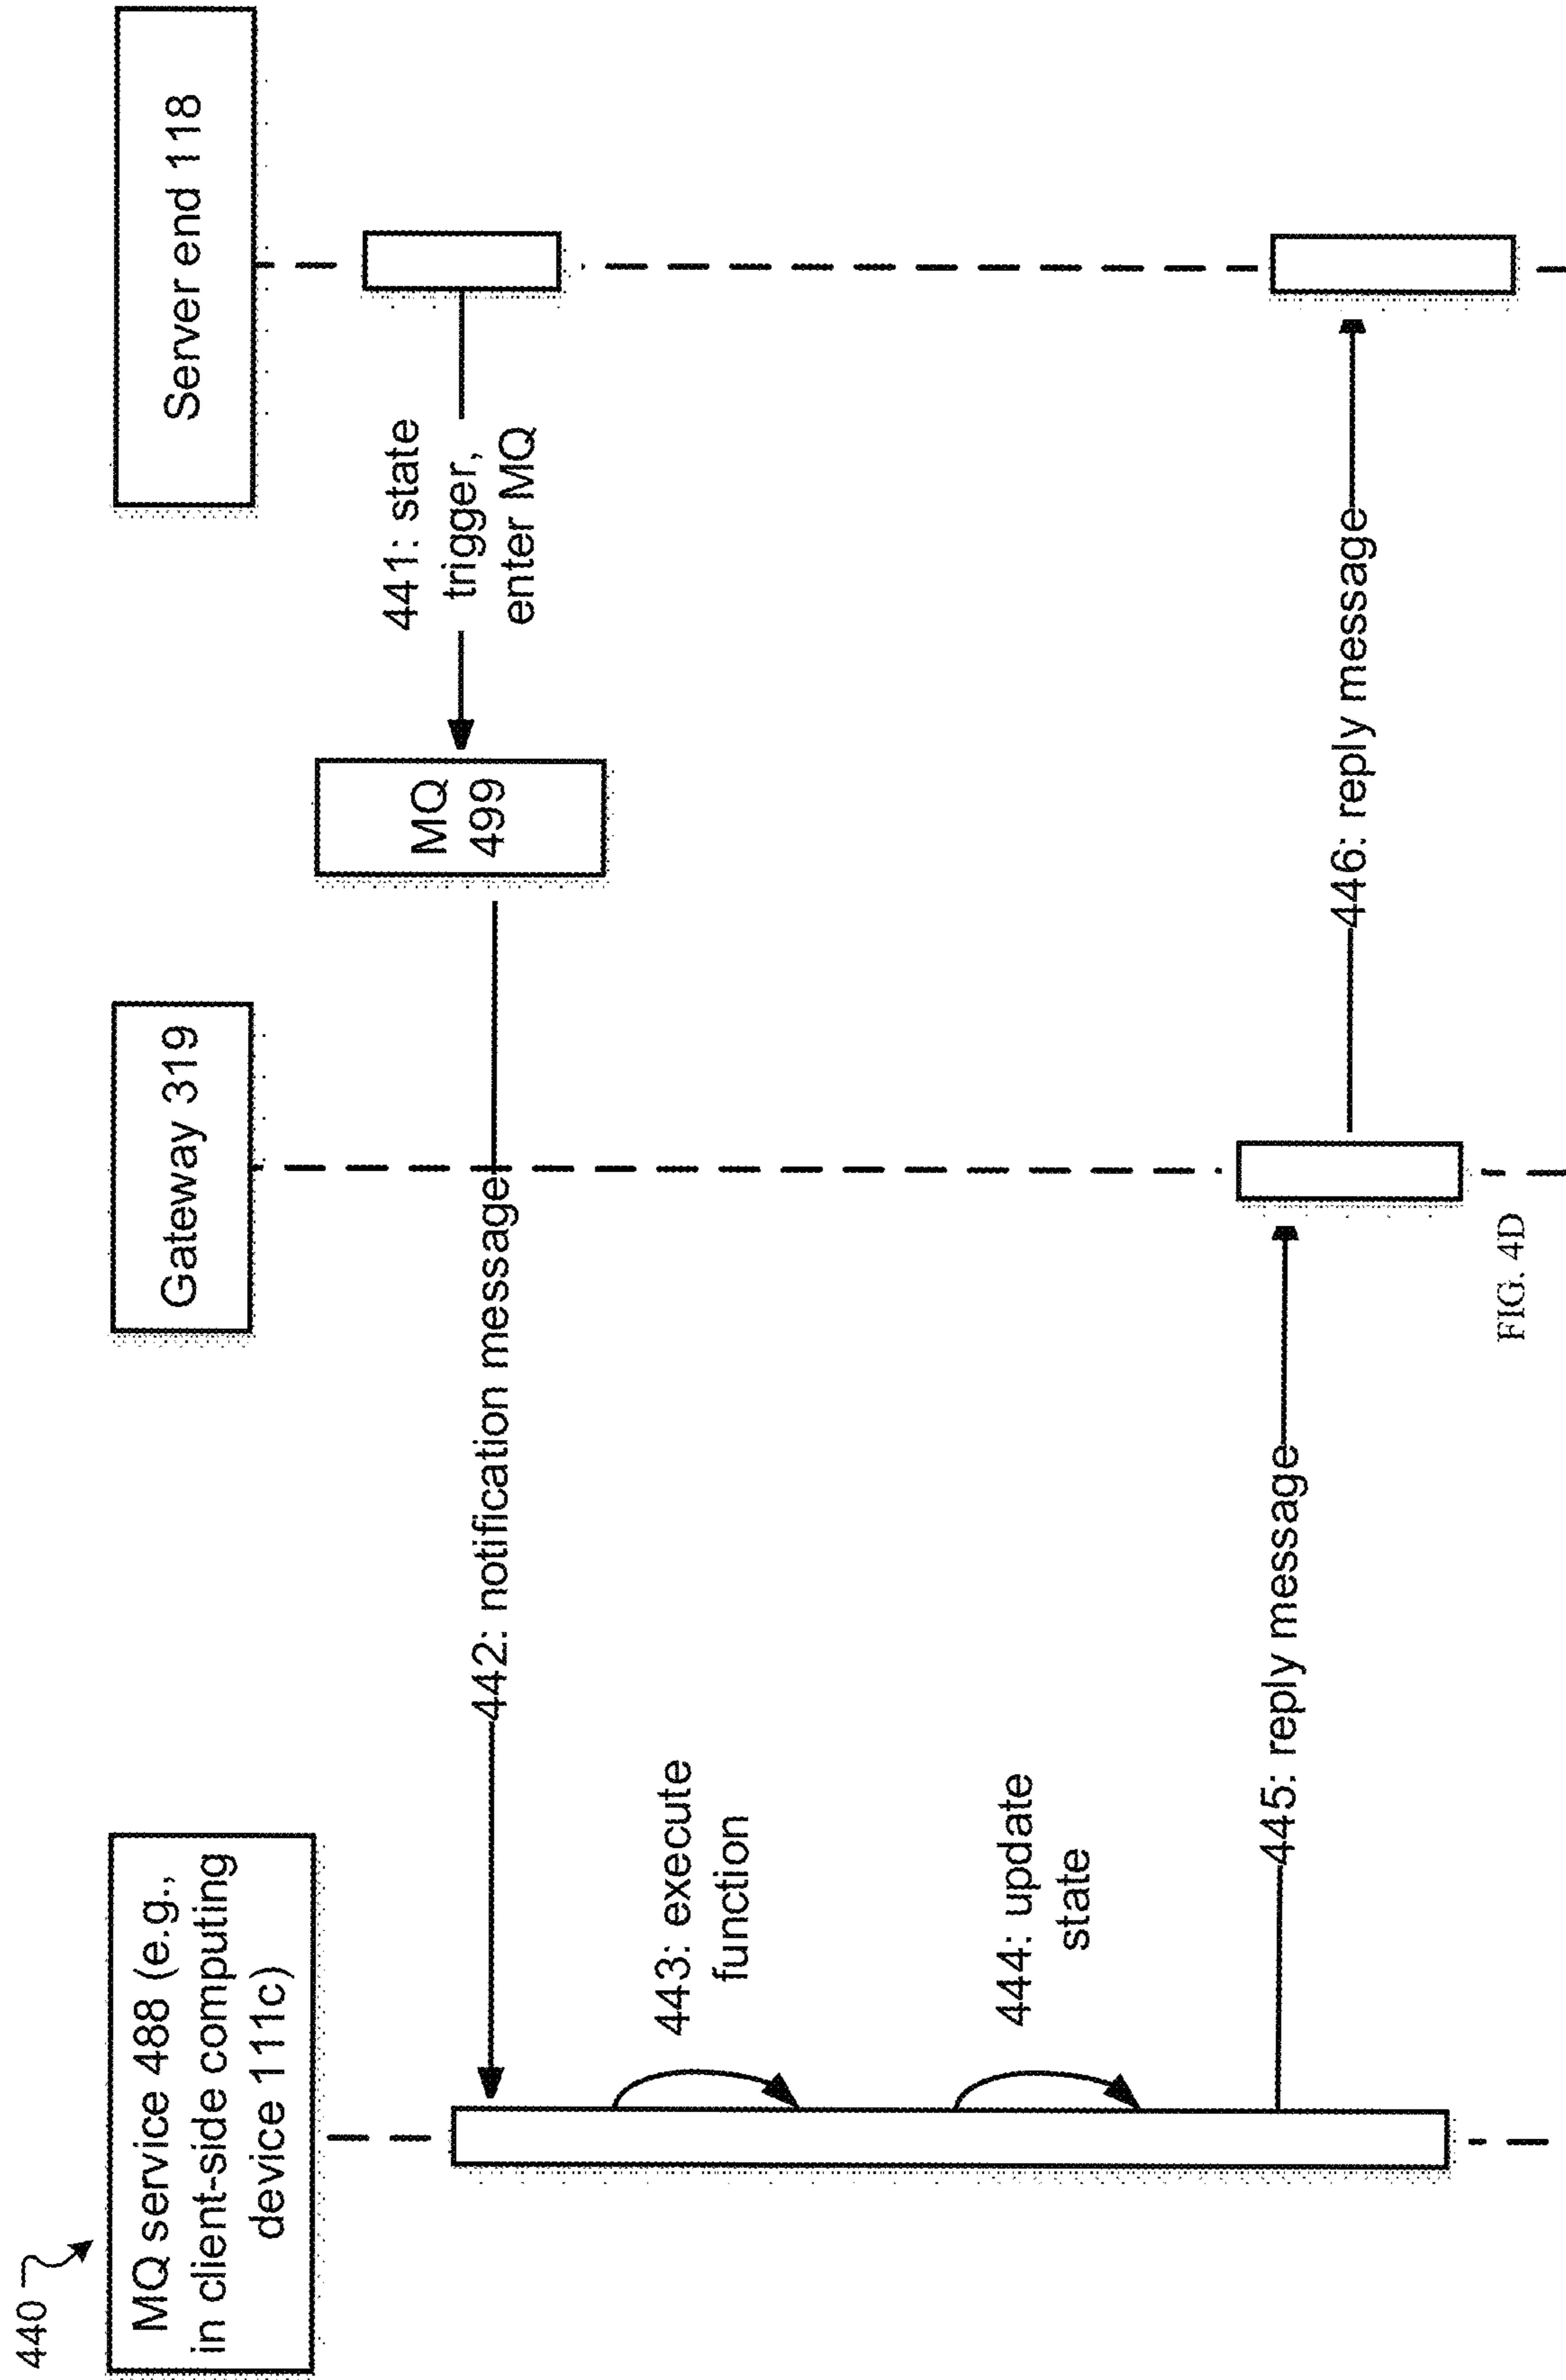 440
MQ service 488 (e.g.,
in client-side computing
device 111c)
Gateway 319
Server end 118
441: state
trigger,
enter MQ
MQ
499
442: notification message
443: execute
function
444: update
state
445: reply message
446: reply message
FIG. 4D